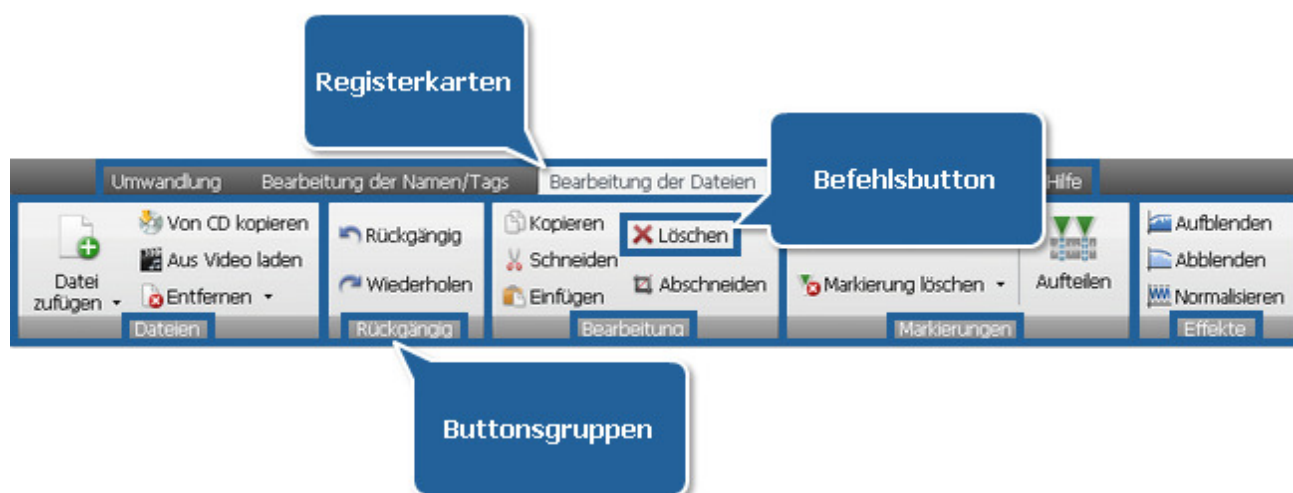 Registerkarten
Befehlsbutton
Umwandlung
Bearbeitung der Namen/Tags
Bearbeitung der Dateien
Hilfe
Datei
zufügen
Von CD kopieren
Aus Video laden
Entfernen
Dateien
Rückgängig
Wiederholen
Rückgängig
Kopieren
Schneiden
Einfügen
Löschen
Abschneiden
Bearbeitung
Markierung löschen
Aufteilen
Markierungen
Aufblenden
Abblenden
Normalisieren
Effekte
Buttonsgruppen